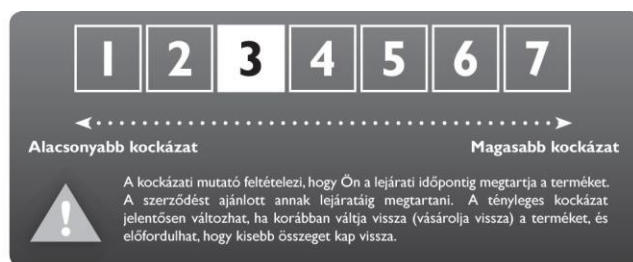 1 2 3 4 5 6 7
Alacsonyabb kockázat Magasabb kockázat
A kockázati mutató feltételezi, hogy Ön a lejárati időpontig megtartja a terméket.
A szerződést ajánlott annak lejáratáig megtartani. A tényleges kockázat
jelentősen változhat, ha korábban váltja vissza (vásárolja vissza) a terméket, és
előfordulhat, hogy kisebb összeget kap vissza.